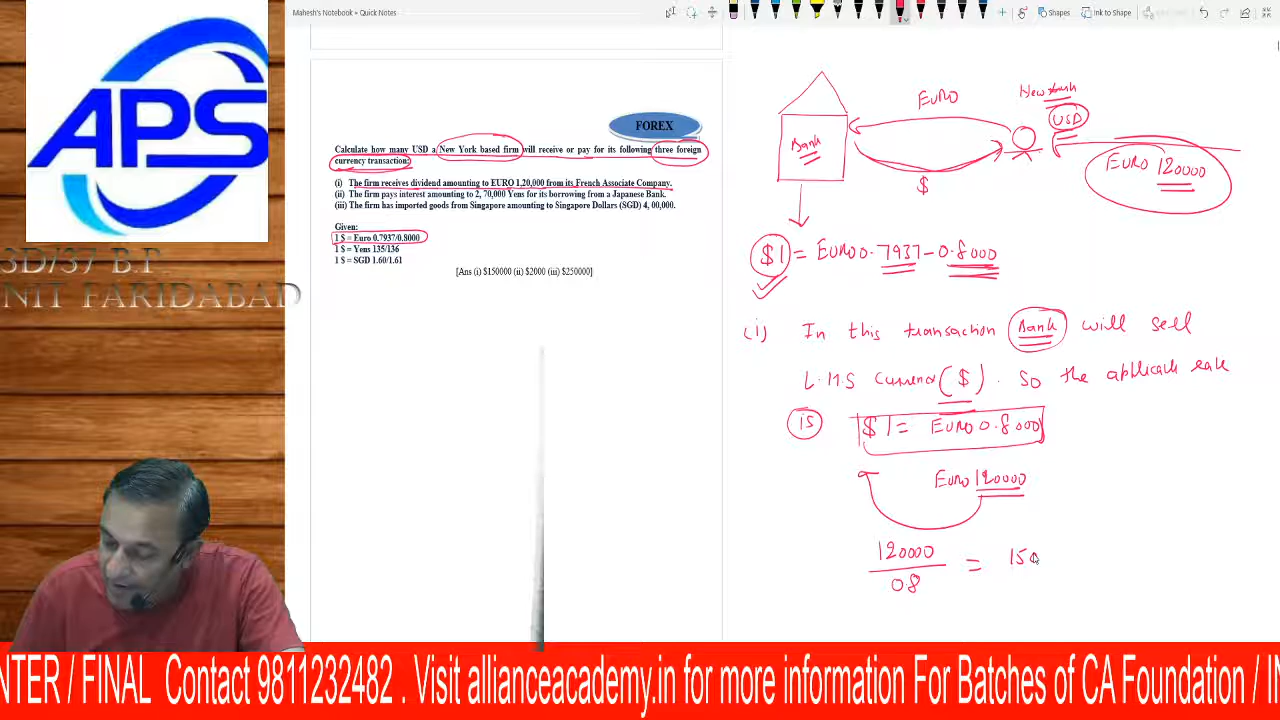 Mahesh's Notebook » Quick Notes
Shapes
Ink to Shape
APS
3D/37 B.P.
NIT FARIDABAD
FOREX
Calculate how many USD a New York based firm will receive or pay for its following three foreign
currency transaction:
(i) The firm receives dividend amounting to EURO 1,20,000 from its French Associate Company.
(ii) The firm pays interest amounting to 2, 70,000 Yens for its borrowing from a Japanese Bank.
(iii) The firm has imported goods from Singapore amounting to Singapore Dollars (SGD) 4, 00,000.
Given:
1 $ = Euro 0.7937/0.8000
1 $ = Yens 135/136
1 $ = SGD 1.60/1.61
[Ans (i) $150000 (ii) $2000 (iii) $250000]
EURO
USD
Bank
EURO 120000
$
$1 = EURO 0.7937 - 0.8000
(i) In this transaction Bank will sell
L.H.S currency ($). So the applicable rate
is $1 = EURO 0.8000
EURO 120000
120000
0.8
= 150
NTER / FINAL Contact 9811232482 . Visit allianceacademy.in for more information For Batches of CA Foundation / IN